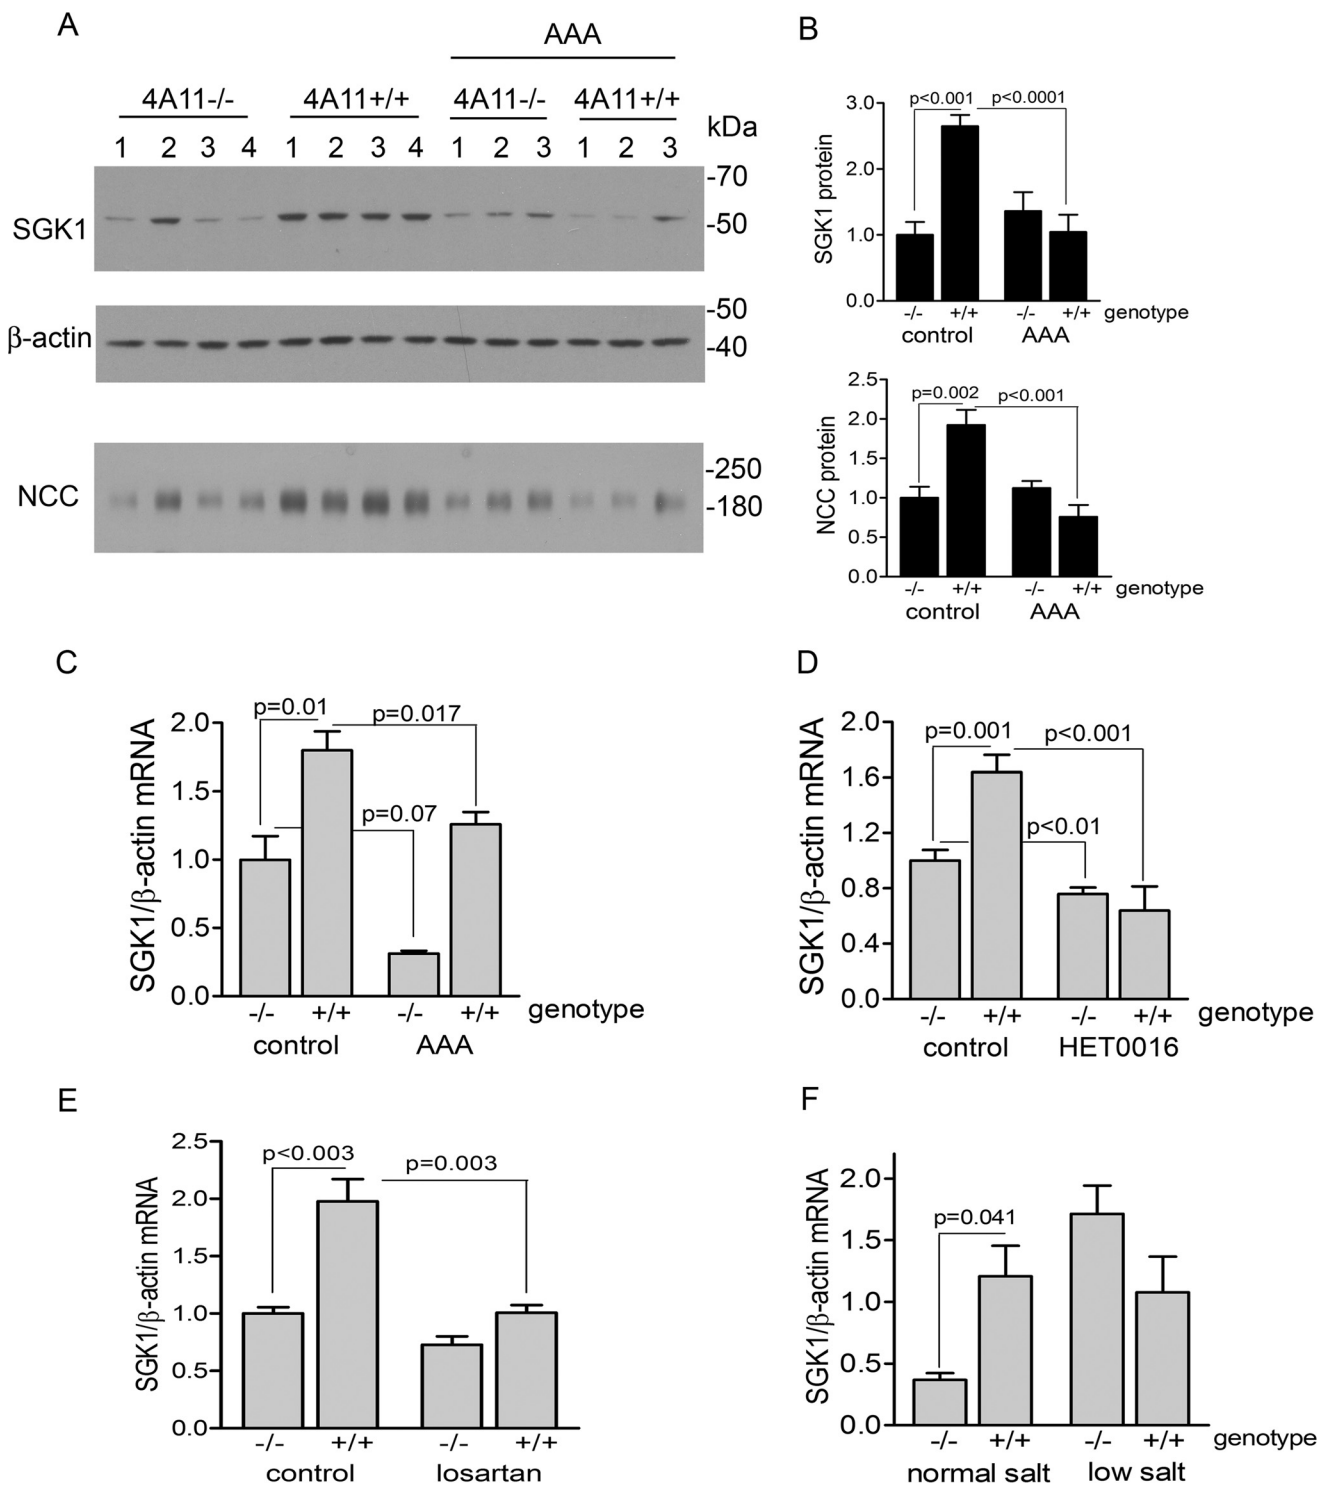 A
AAA
4A11-/- 4A11+/+ 4A11-/- 4A11+/+
kDa
1 2 3 4 1 2 3 4 1 2 3 1 2 3
-70
SGK1
-50
-50
β-actin
-40
-250
NCC
-180
B
p<0.001 p<0.0001
3.0
2.0
1.0
0.0
SGK1 protein
-/- +/+ -/- +/+ genotype
control AAA
2.5
p=0.002 p<0.001
2.0
1.5
1.0
0.5
0.0
NCC protein
-/- +/+ -/- +/+ genotype
control AAA
C
p=0.01 p=0.017
2.0
1.5
p=0.07
1.0
0.5
0.0
SGK1/β-actin mRNA
-/- +/+ -/- +/+ genotype
control AAA
D
2.0
p=0.001 p<0.001
1.6
1.2
p<0.01
0.8
0.4
0.0
SGK1/β-actin mRNA
-/- +/+ -/- +/+ genotype
control HET0016
E
2.5
p<0.003 p=0.003
2.0
1.5
1.0
0.5
0.0
SGK1/β-actin mRNA
-/- +/+ -/- +/+
control losartan
F
2.0
p=0.041
1.5
1.0
0.5
0.0
SGK1/β-actin mRNA
-/- +/+ -/- +/+ genotype
normal salt low salt